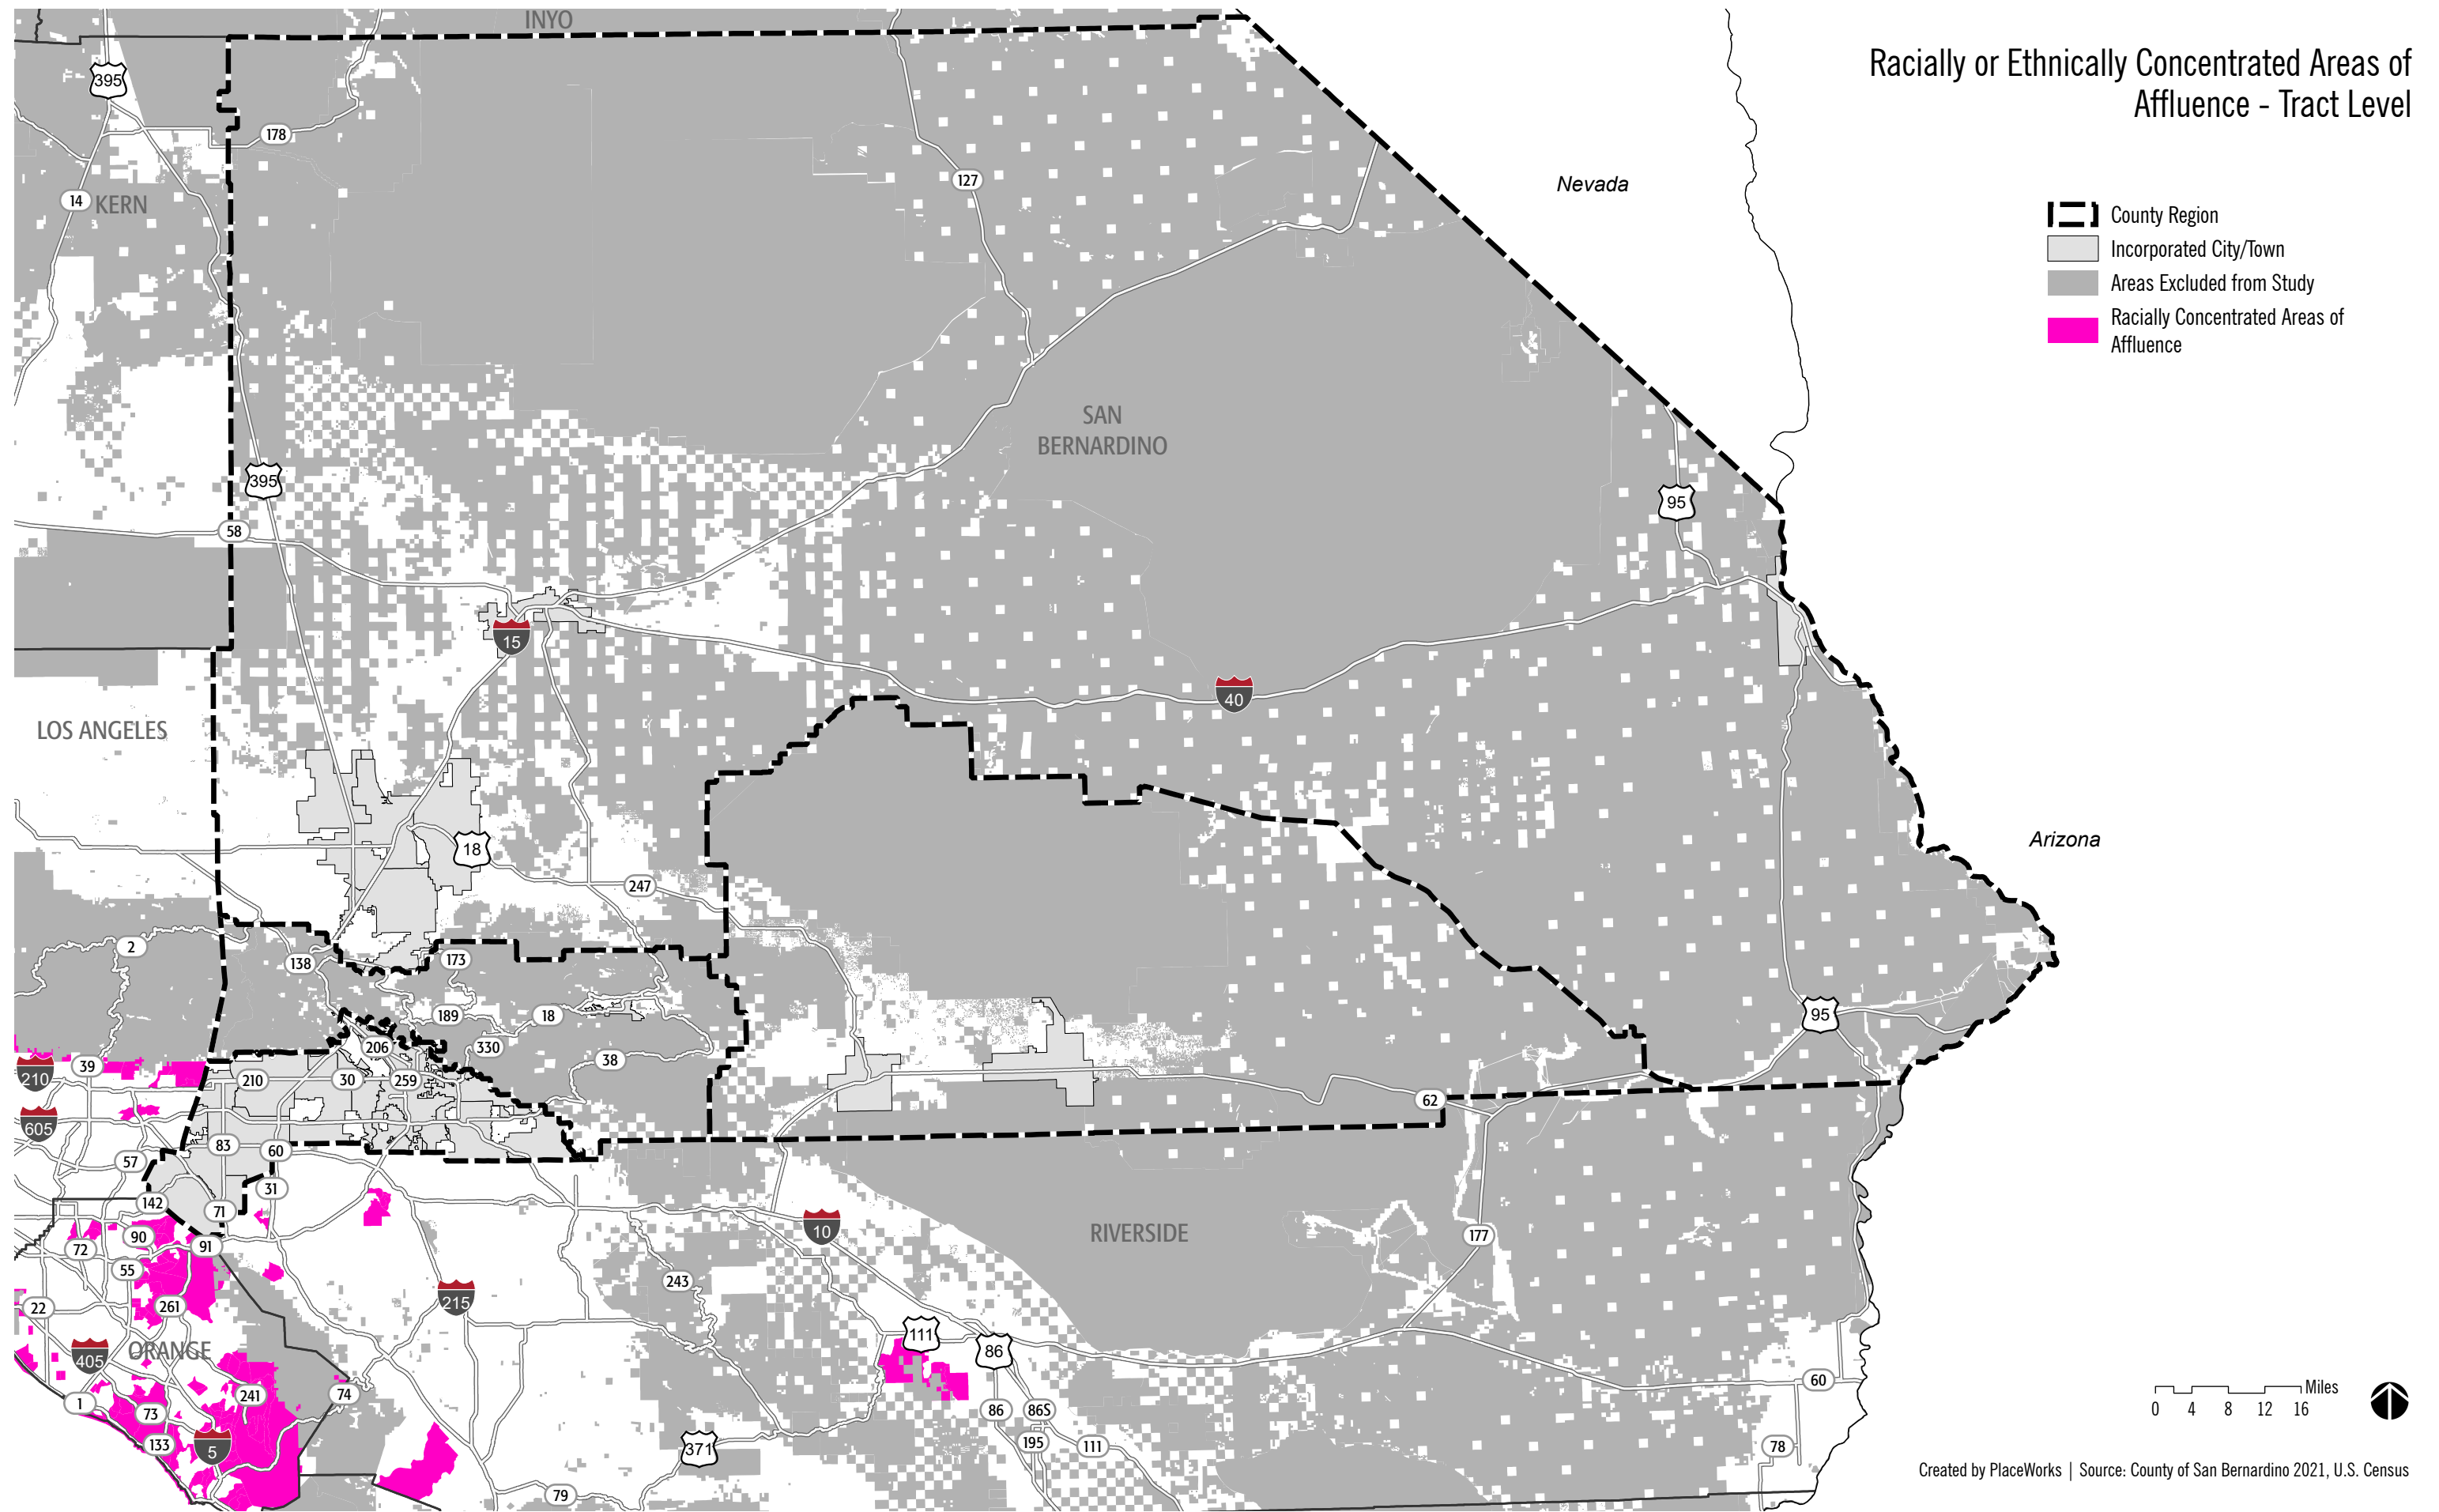 INYO
Racially or Ethnically Concentrated Areas of
Affluence - Tract Level
395
178
127
Nevada
14
KERN
County Region
Incorporated City/Town
Areas Excluded from Study
Racially Concentrated Areas of
Affluence
SAN
BERNARDINO
395
95
58
15
40
LOS ANGELES
18
Arizona
247
2
138
173
189
18
95
206
330
38
39
210
210
30
259
62
605
83
60
57
31
142
71
10
RIVERSIDE
177
90
91
72
55
243
261
22
215
111
86
ORANGE
405
241
74
60
Miles
0 4 8 12 16
1
73
86
86S
133
5
371
195
111
78
Created by PlaceWorks | Source: County of San Bernardino 2021, U.S. Census
79